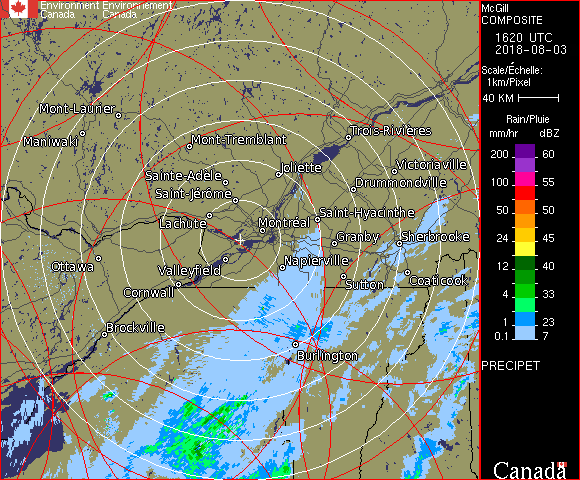 Environment Environnement
Canada Canada
McGill
COMPOSITE
1620 UTC
2018-08-03
Scale/Échelle:
1km/Pixel
40 KM
Rain/Pluie
mm/hr dBZ
200 60
100 55
50 50
24 45
12 40
4 33
1 23
0.1 7
PRECIPET
Canada
Mont-Laurier
Maniwaki
Mont-Tremblant
Trois-Rivières
Joliette
Victoriaville
Sainte-Adèle
Drummondville
Saint-Jérôme
Lachute
Saint-Hyacinthe
Montréal
Granby
Sherbrooke
Ottawa
Valleyfield
Napierville
Cornwall
Sutton
Coaticook
Brockville
Burlington